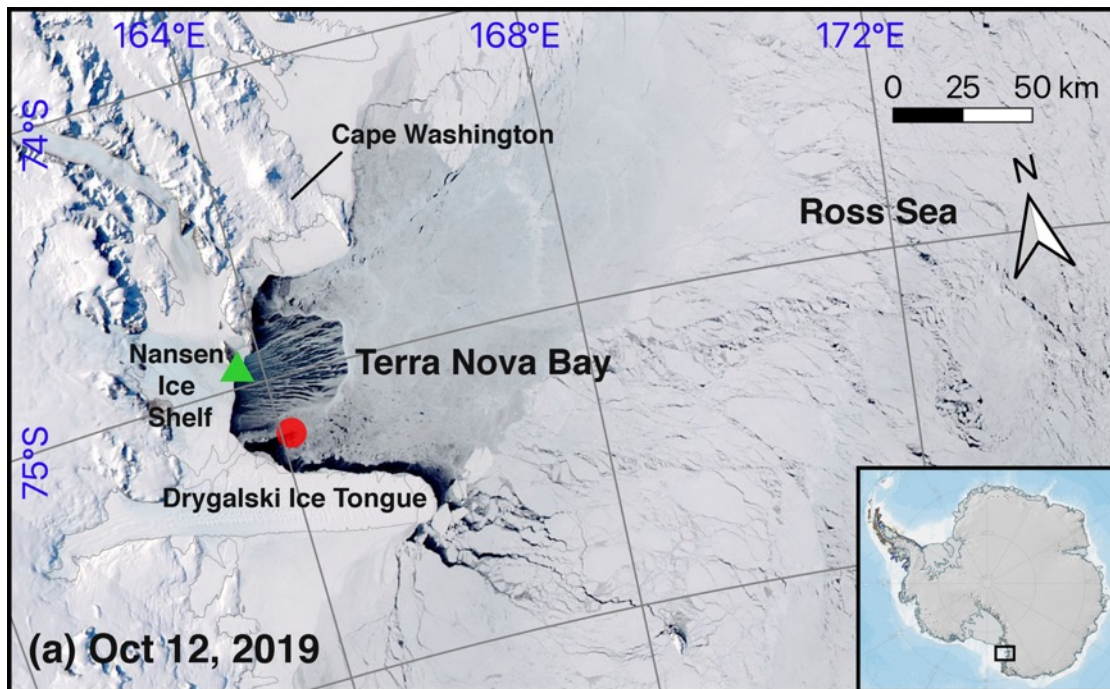 164°E
168°E
172°E
0 25 50 km
74°S
Cape Washington
N
Ross Sea
Nansen
Ice
Shelf
Terra Nova Bay
75°S
Drygalski Ice Tongue
(a) Oct 12, 2019